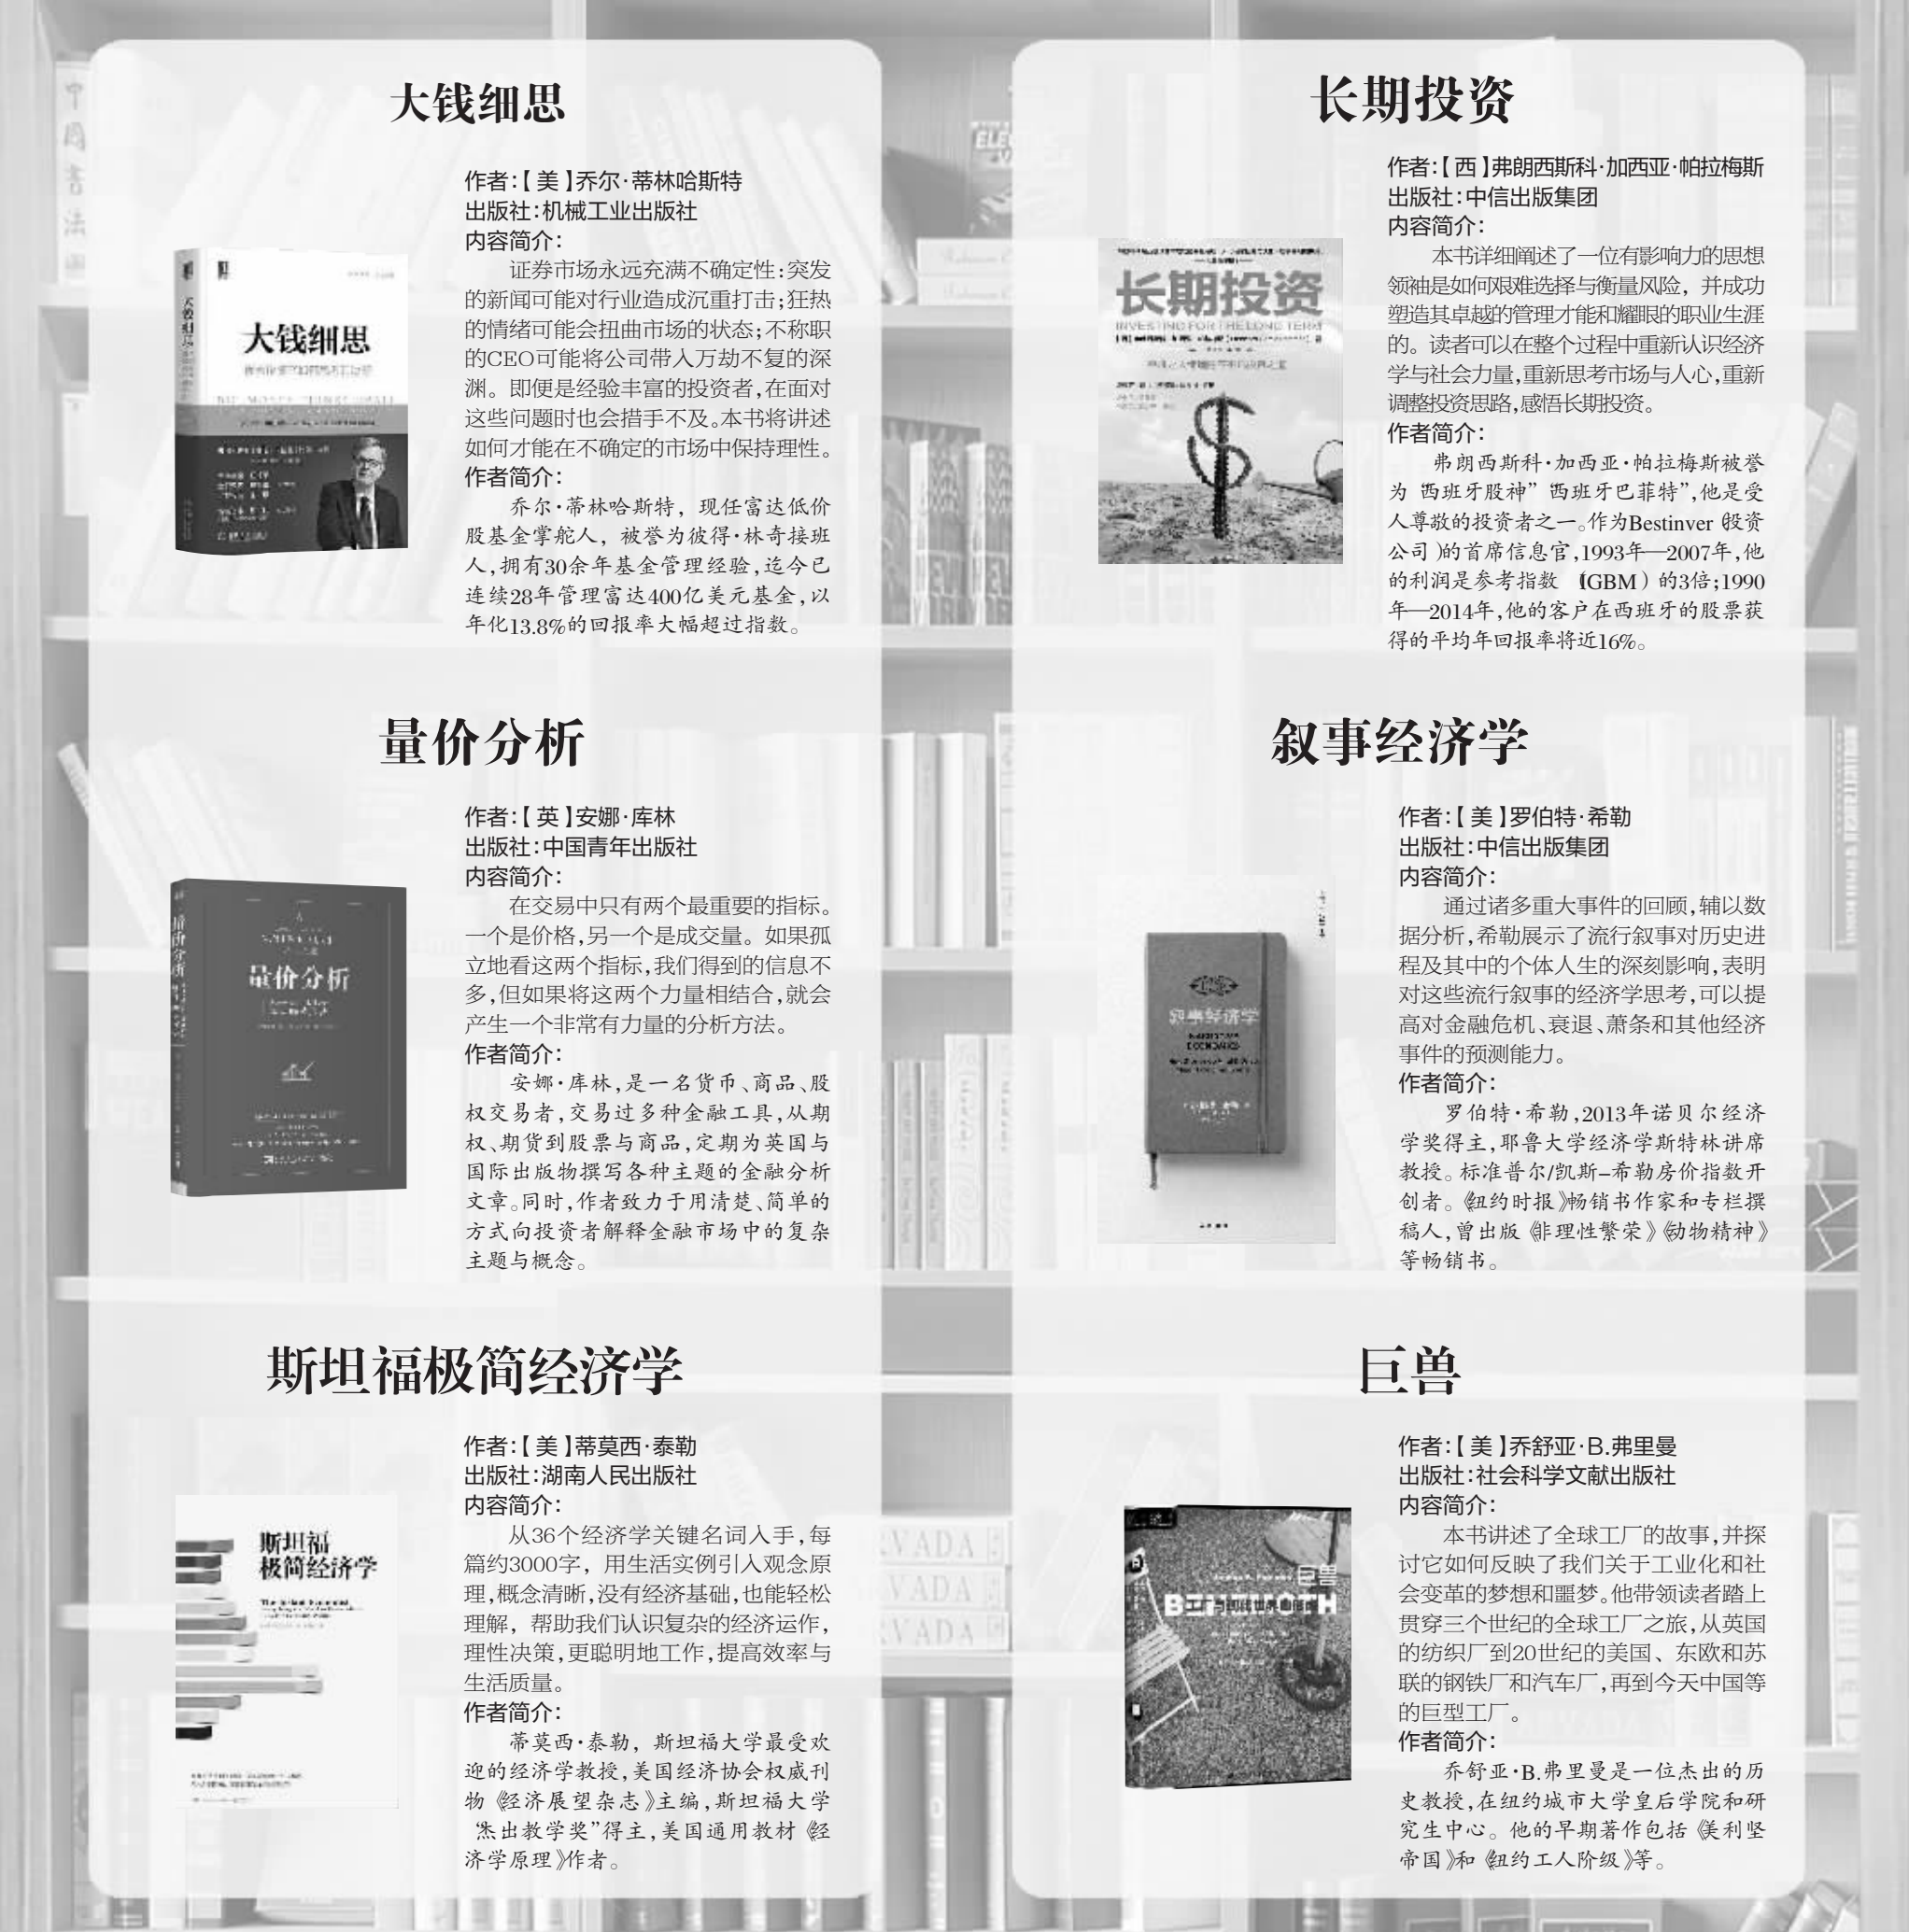 大钱细思
作者：【美】乔尔·蒂林哈斯特
出版社：机械工业出版社
内容简介：
证券市场永远充满不确定性：突发
的新闻可能对行业造成沉重打击；狂热
的情绪可能会扭曲市场的状态；不称职
的CEO可能将公司带入万劫不复的深
渊。即便是经验丰富的投资者，在面对
这些问题时也会措手不及。本书将讲述
如何才能在不确定的市场中保持理性。
作者简介：
乔尔·蒂林哈斯特，现任富达低价
股基金掌舵人，被誉为彼得·林奇接班
人，拥有30余年基金管理经验，迄今已
连续28年管理富达400亿美元基金，以
年化13.8%的回报率大幅超过指数。
大钱细思
大钱细思
长期投资
作者：【西】弗朗西斯科·加西亚·帕拉梅斯
出版社：中信出版集团
内容简介：
本书详细阐述了一位有影响力的思想
领袖是如何艰难选择与衡量风险，并成功
塑造其卓越的管理才能和耀眼的职业生涯
的。读者可以在整个过程中重新认识经济
学与社会力量，重新思考市场与人心，重新
调整投资思路，感悟长期投资。
作者简介：
弗朗西斯科·加西亚·帕拉梅斯被誉
为“西班牙股神”“西班牙巴菲特”，他是受
人尊敬的投资者之一。作为Bestinver（投资
公司）的首席信息官，1993年—2007年，他
的利润是参考指数（IGBM）的3倍；1990
年—2014年，他的客户在西班牙的股票获
得的平均年回报率将近16%。
长期投资
INVESTING FOR THE LONG TERM
量价分析
作者：【英】安娜·库林
出版社：中国青年出版社
内容简介：
在交易中只有两个最重要的指标。
一个是价格，另一个是成交量。如果孤
立地看这两个指标，我们得到的信息不
多，但如果将这两个力量相结合，就会
产生一个非常有力量的分析方法。
作者简介：
安娜·库林，是一名货币、商品、股
权交易者，交易过多种金融工具，从期
权、期货到股票与商品，定期为英国与
国际出版物撰写各种主题的金融分析
文章。同时，作者致力于用清楚、简单的
方式向投资者解释金融市场中的复杂
主题与概念。
量价分析
量价分析
叙事经济学
作者：【美】罗伯特·希勒
出版社：中信出版集团
内容简介：
通过诸多重大事件的回顾，辅以数
据分析，希勒展示了流行叙事对历史进
程及其中的个体人生的深刻影响，表明
对这些流行叙事的经济学思考，可以提
高对金融危机、衰退、萧条和其他经济
事件的预测能力。
作者简介：
罗伯特·希勒，2013年诺贝尔经济
学奖得主，耶鲁大学经济学斯特林讲席
教授。标准普尔/凯斯-希勒房价指数开
创者。《纽约时报》畅销书作家和专栏撰
稿人，曾出版《非理性繁荣》《动物精神》
等畅销书。
叙事经济学
斯坦福极简经济学
作者：【美】蒂莫西·泰勒
出版社：湖南人民出版社
内容简介：
从36个经济学关键名词入手，每
篇约3000字，用生活实例引入观念原
理，概念清晰，没有经济基础，也能轻松
理解，帮助我们认识复杂的经济运作，
理性决策，更聪明地工作，提高效率与
生活质量。
作者简介：
蒂莫西·泰勒，斯坦福大学最受欢
迎的经济学教授，美国经济协会权威刊
物《经济展望杂志》主编，斯坦福大学
“杰出教学奖”得主，美国通用教材《经
济学原理》作者。
斯坦福
极简经济学
巨兽
作者：【美】乔舒亚·B.弗里曼
出版社：社会科学文献出版社
内容简介：
本书讲述了全球工厂的故事，并探
讨它如何反映了我们关于工业化和社
会变革的梦想和噩梦。他带领读者踏上
贯穿三个世纪的全球工厂之旅，从英国
的纺织厂到20世纪的美国、东欧和苏
联的钢铁厂和汽车厂，再到今天中国等
的巨型工厂。
作者简介：
乔舒亚·B.弗里曼是一位杰出的历
史教授，在纽约城市大学皇后学院和研
究生中心。他的早期著作包括《美利坚
帝国》和《纽约工人阶级》等。
巨兽